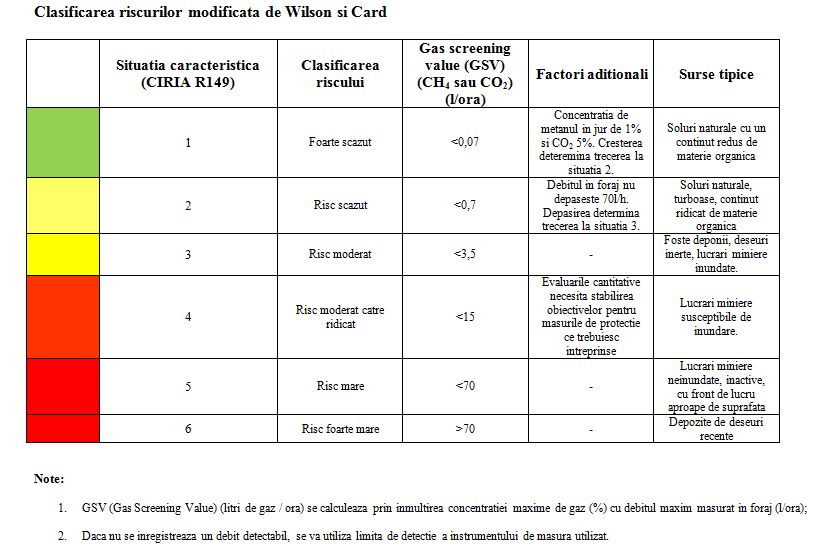 Clasificarea riscurilor modificata de Wilson si Card
Situatia caracteristica
(CIRIA R149)
Clasificarea
riscului
Gas screening
value (GSV)
(CH₄ sau CO₂)
(l/ora)
Factori aditionali
Surse tipice
1
Foarte scazut
<0,07
Concentratia de
metanul in jur de 1%
si CO₂ 5%. Cresterea
deteremina trecerea la
situatia 2.
Soluri naturale cu un
continut redus de
materie organica
2
Risc scazut
<0,7
Debitul in foraj nu
depaseste 70l/h.
Depasirea determina
trecerea la situatia 3.
Soluri naturale,
turboase, continut
ridicat de materie
organica
3
Risc moderat
<3,5
-
Foste deponii, deseuri
inerte, lucrari miniere
inundate.
4
Risc moderat catre
ridicat
<15
Evaluarile cantitative
necesita stabilirea
obiectivelor pentru
masurile de protectie
ce trebuiesc
intreprinse
Lucrari miniere
susceptibile de
inundare.
5
Risc mare
<70
-
Lucrari miniere
neinundate, inactive,
cu front de lucru
aproape de suprafata
6
Risc foarte mare
>70
-
Depozite de deseuri
recente
Note:
1. GSV (Gas Screening Value) (litri de gaz / ora) se calculeaza prin inmultirea concentratiei maxime de gaz (%) cu debitul maxim masurat in foraj (l/ora);
2. Daca nu se inregistreaza un debit detectabil, se va utiliza limita de detectie a instrumentului de masura utilizat.